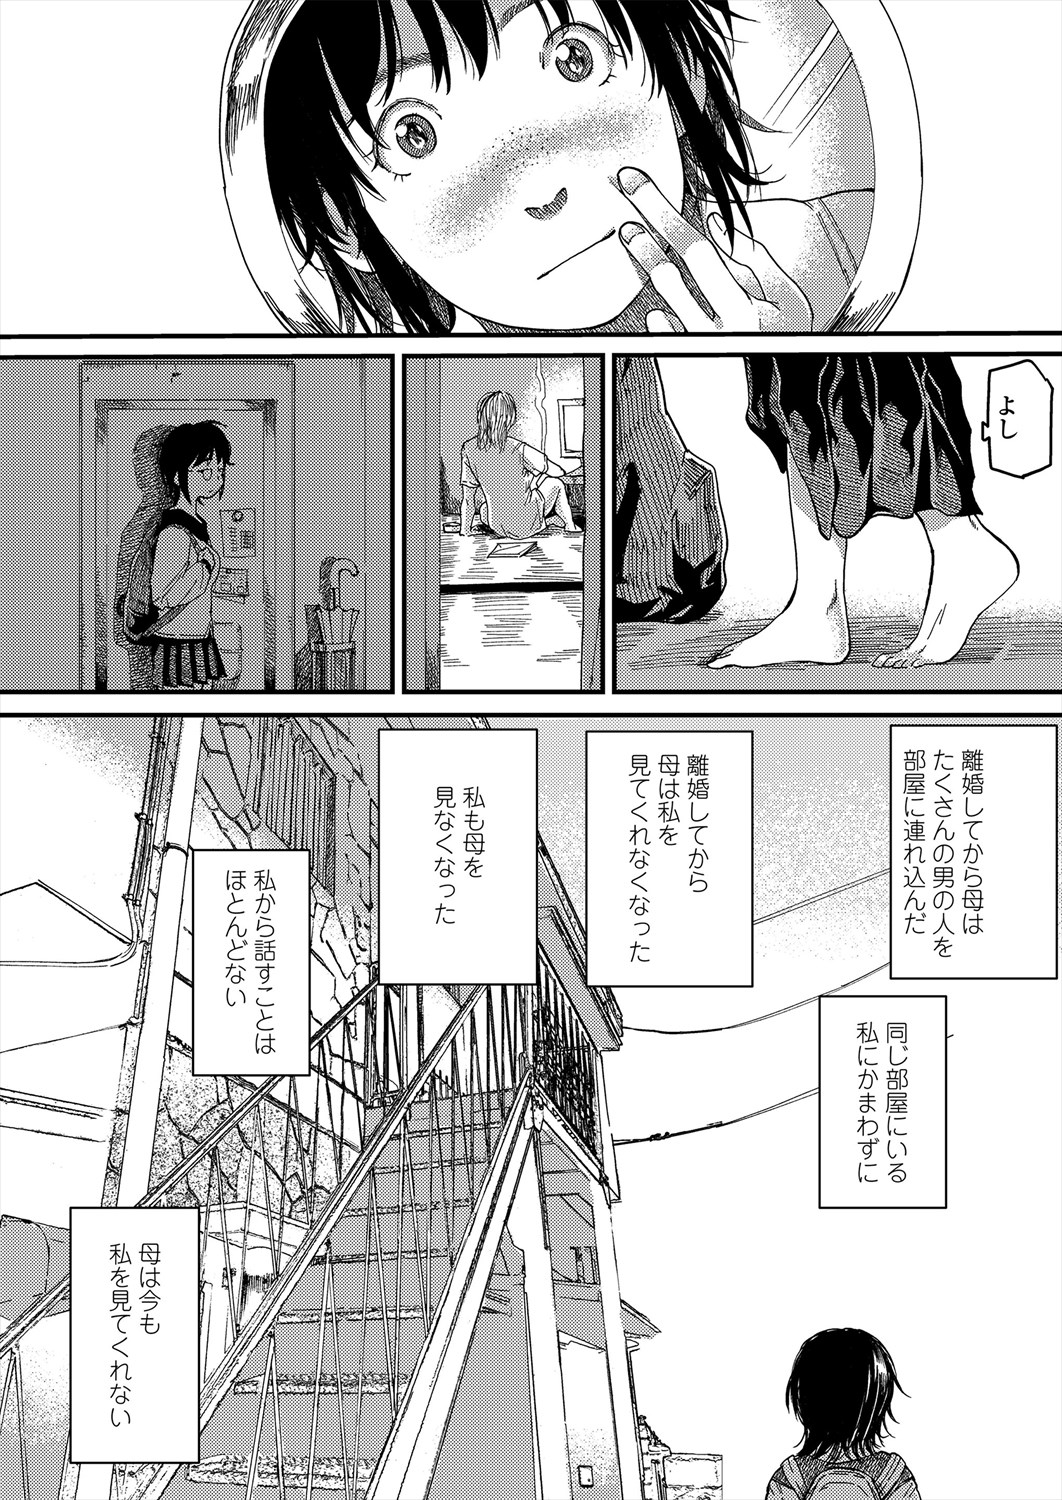 よし
離婚してから母は
たくさんの男の人を
部屋に連れ込んだ
同じ部屋にいる
私にかまわずに
離婚してから
母は私を
見てくれなくなった
私も母を
見なくなった
私から話すことは
ほとんどない
母は今も
私を見てくれない